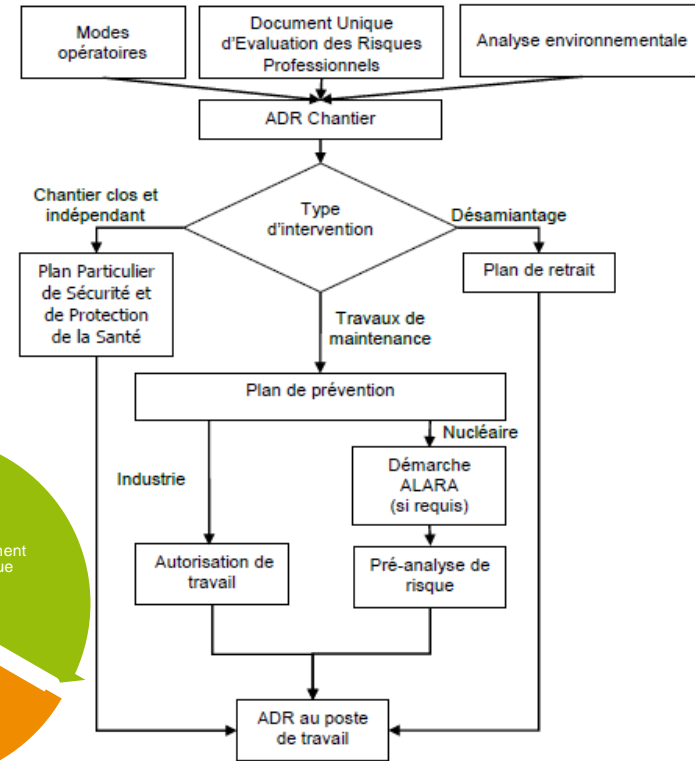 Modes
opératoires
Document Unique
d'Evaluation des Risques
Professionnels
Analyse environnementale
ADR Chantier
Chantier clos et
indépendant
Type
d'intervention
Désamiantage
Plan Particulier
de Sécurité et
de Protection
de la Santé
Plan de retrait
Travaux de
maintenance
Plan de prévention
Nucléaire
Industrie
Démarche
ALARA
(si requis)
Autorisation de
travail
Pré-analyse de
risque
ADR au poste
de travail